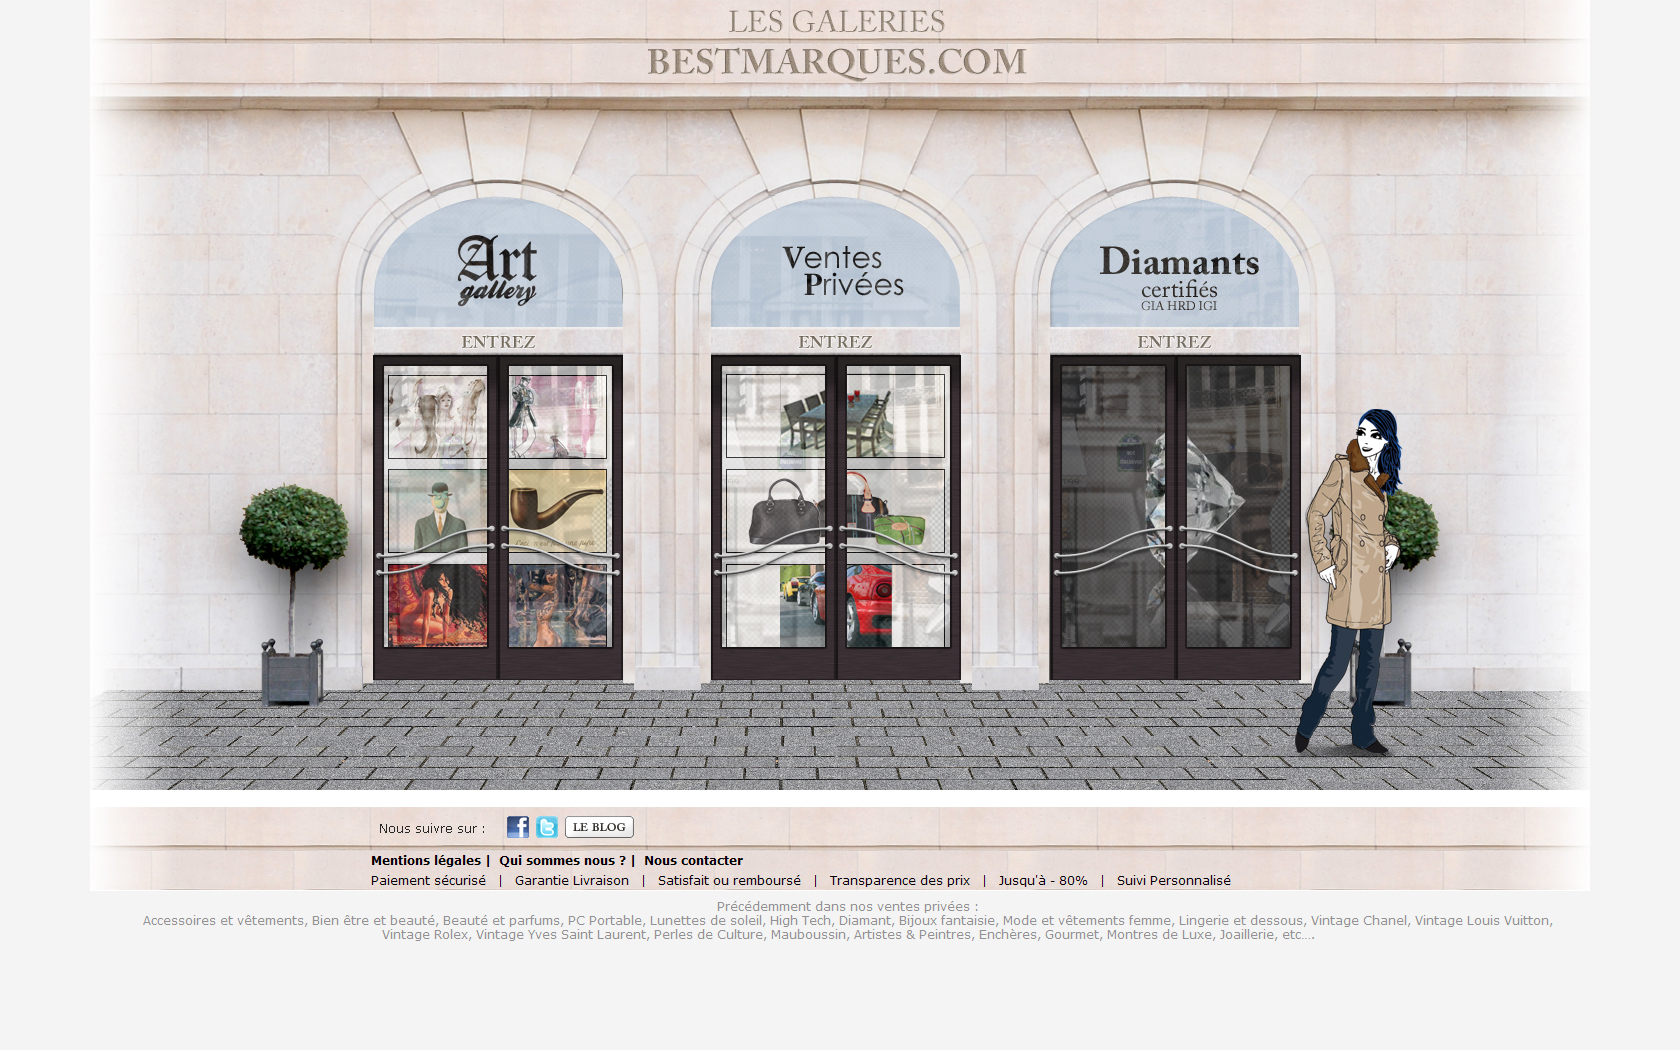 LES GALERIES
BESTMARQUES.COM
Art
gallery
Ventes
Privées
Diamants
certifiés
GIA HRD IGI
ENTREZ
ENTREZ
ENTREZ
Nous suivre sur :
LE BLOG
Mentions légales | Qui sommes nous ? | Nous contacter
Paiement sécurisé | Garantie Livraison | Satisfait ou remboursé | Transparence des prix | Jusqu'à - 80% | Suivi Personnalisé
Précédemment dans nos ventes privées :
Accessoires et vêtements, Bien être et beauté, Beauté et parfums, PC Portable, Lunettes de soleil, High Tech, Diamant, Bijoux fantaisie, Mode et vêtements femme, Lingerie et dessous, Vintage Chanel, Vintage Louis Vuitton,
Vintage Rolex, Vintage Yves Saint Laurent, Perles de Culture, Mauboussin, Artistes & Peintres, Enchères, Gourmet, Montres de Luxe, Joaillerie, etc....